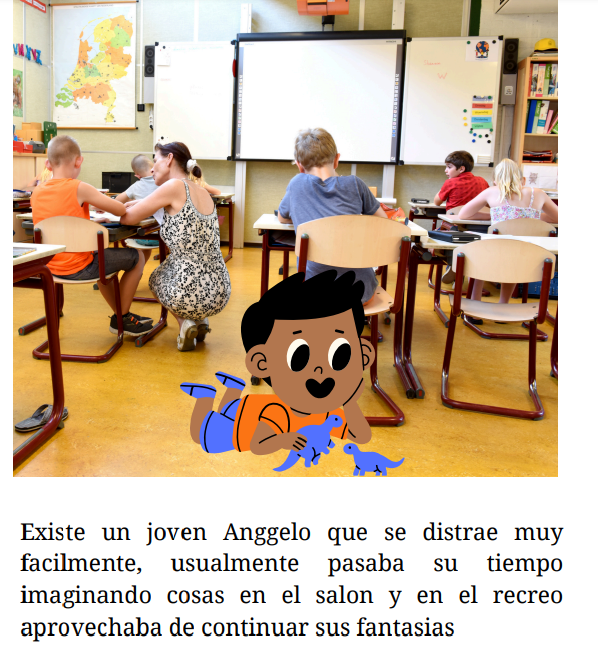 Existe un joven Anggelo que se distrae muy
facilmente, usualmente pasaba su tiempo
imaginando cosas en el salon y en el recreo
aprovechaba de continuar sus fantasias